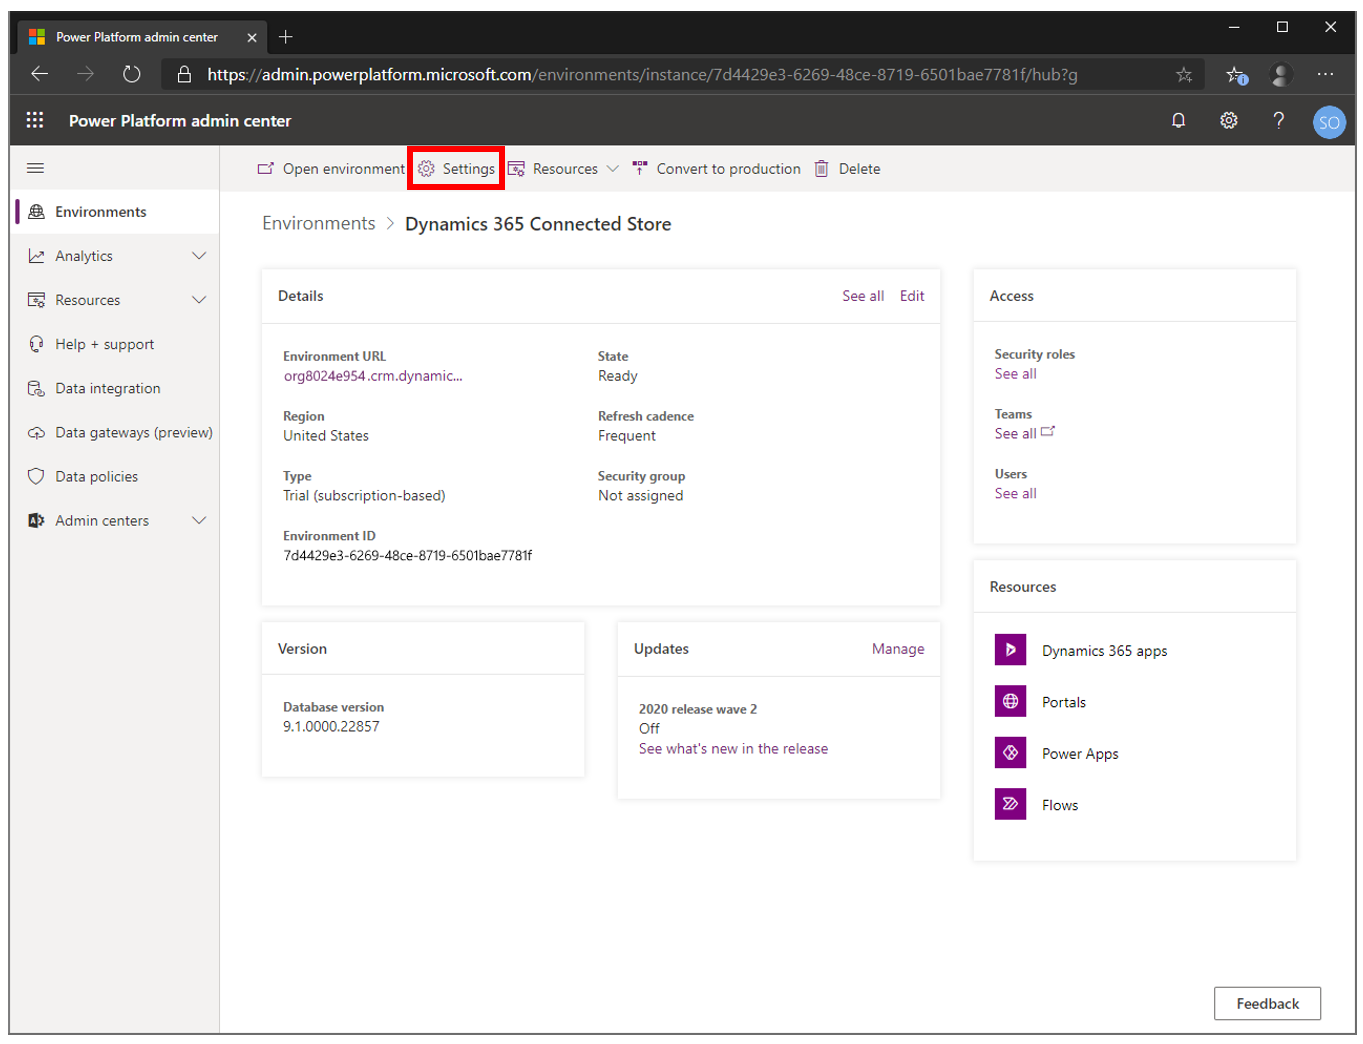 Power Platform admin center
https://admin.powerplatform.microsoft.com/environments/instance/7d4429e3-6269-48ce-8719-6501bae7781f/hub?g
Power Platform admin center
SO
Open environment Settings Resources Convert to production Delete
Environments
Analytics
Resources
Help + support
Data integration
Data gateways (preview)
Data policies
Admin centers
Environments > Dynamics 365 Connected Store
Details See all Edit
Environment URL
org8024e954.crm.dynamic...
State
Ready
Region
United States
Refresh cadence
Frequent
Type
Trial (subscription-based)
Security group
Not assigned
Environment ID
7d4429e3-6269-48ce-8719-6501bae7781f
Access
Security roles
See all
Teams
See all
Users
See all
Version
Database version
9.1.0000.22857
Updates Manage
2020 release wave 2
Off
See what's new in the release
Resources
Dynamics 365 apps
Portals
Power Apps
Flows
Feedback